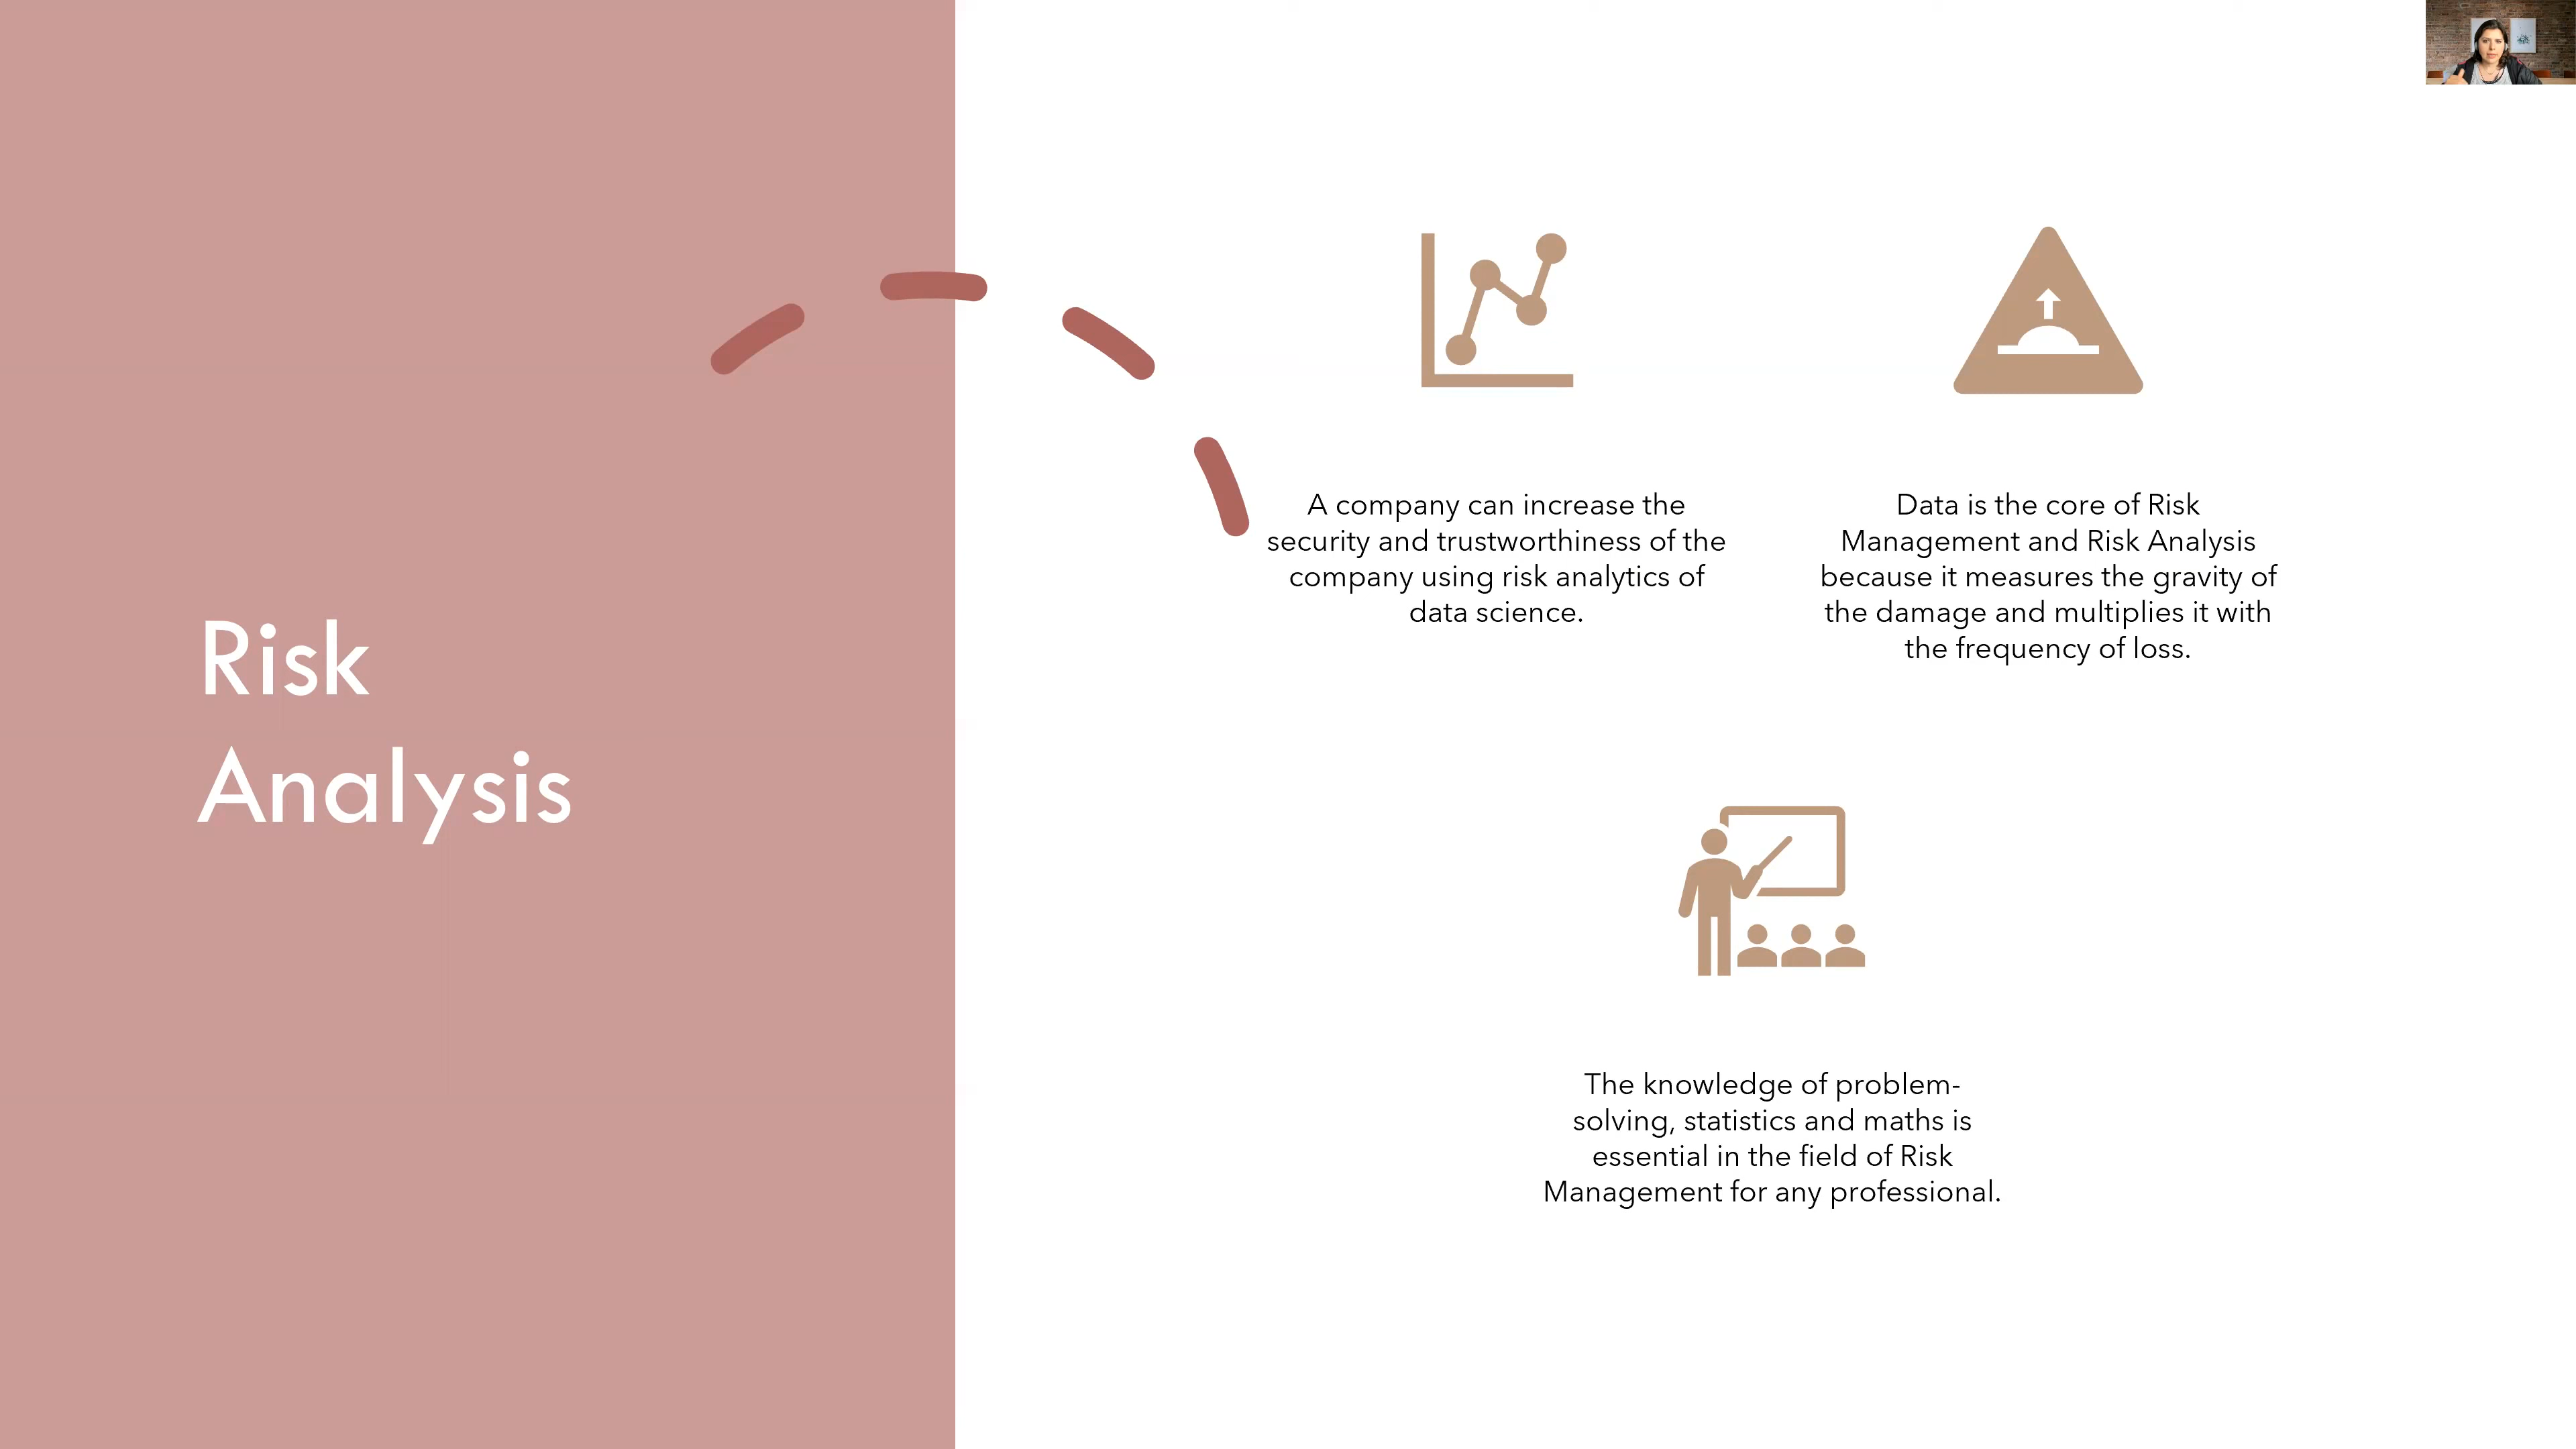 Risk
Analysis
A company can increase the
security and trustworthiness of the
company using risk analytics of
data science.
Data is the core of Risk
Management and Risk Analysis
because it measures the gravity of
the damage and multiplies it with
the frequency of loss.
The knowledge of problem-
solving, statistics and maths is
essential in the field of Risk
Management for any professional.